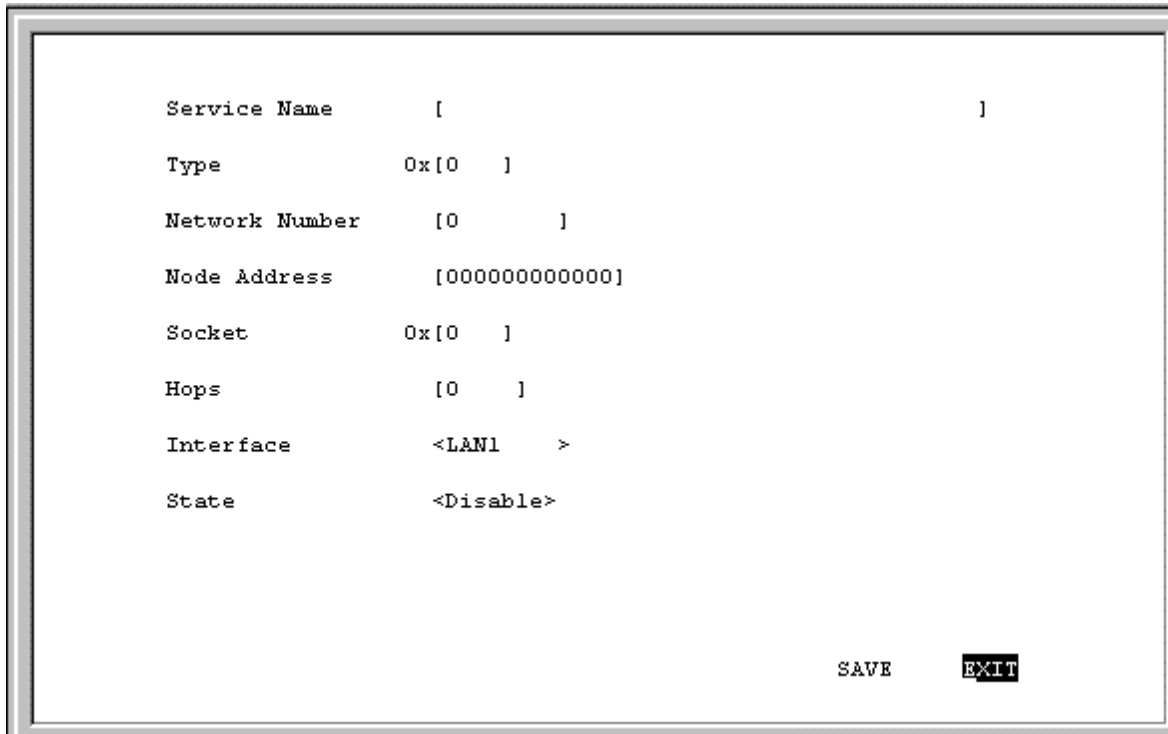 Service Name [ ]
Type 0x[0 ]
Network Number [0 ]
Node Address [000000000000]
Socket 0x[0 ]
Hops [0 ]
Interface <LAN1 >
State <Disable>
SAVE EXIT